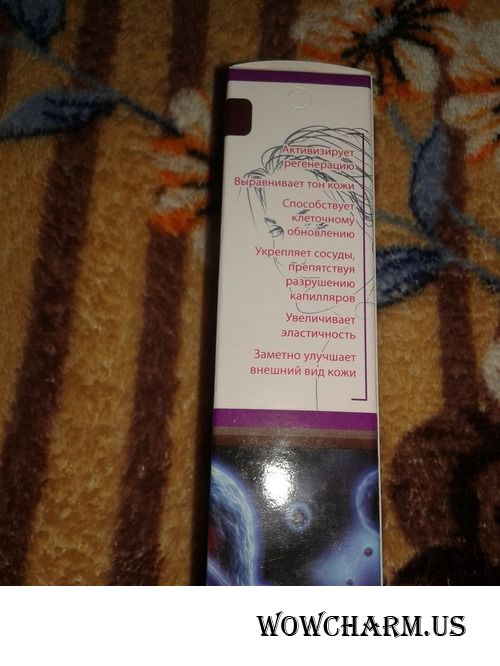 Активизирует
регенерацию
Выравнивает тон кожи
Способствует
клеточному
обновлению
Укрепляет сосуды,
препятствуя
разрушению
капилляров
Увеличивает
эластичность
Заметно улучшает
внешний вид кожи
WOWCHARM.US